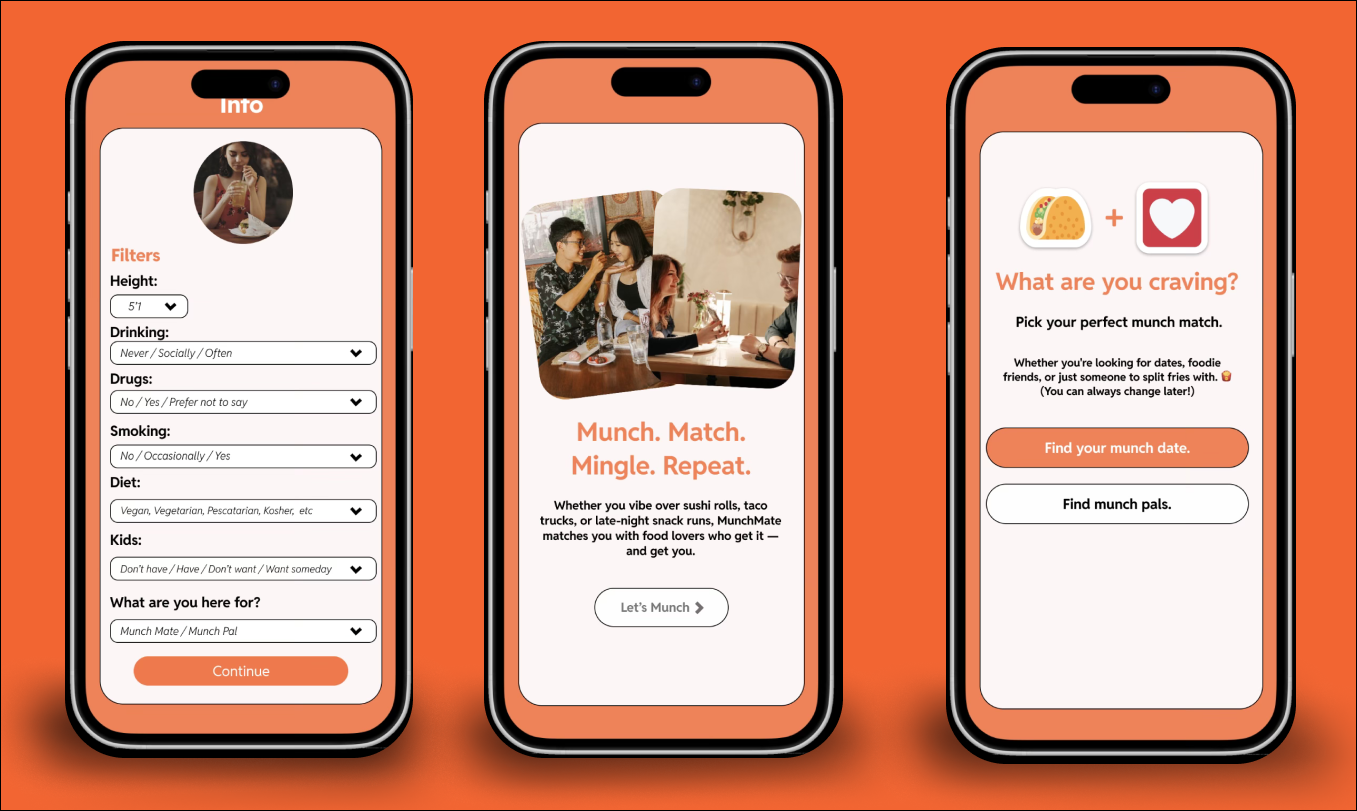 Info
Filters
Height:
5'1
Drinking:
Never / Socially / Often
Drugs:
No / Yes / Prefer not to say
Smoking:
No / Occasionally / Yes
Diet:
Vegan, Vegetarian, Pescatarian, Kosher, etc
Kids:
Don't have / Have / Don't want / Want someday
What are you here for?
Munch Mate / Munch Pal
Continue
Munch. Match.
Mingle. Repeat.
Whether you vibe over sushi rolls, taco
trucks, or late-night snack runs, MunchMate
matches you with food lovers who get it —
and get you.
Let's Munch
What are you craving?
Pick your perfect munch match.
Whether you're looking for dates, foodie
friends, or just someone to split fries with. 🍟
(You can always change later!)
Find your munch date.
Find munch pals.